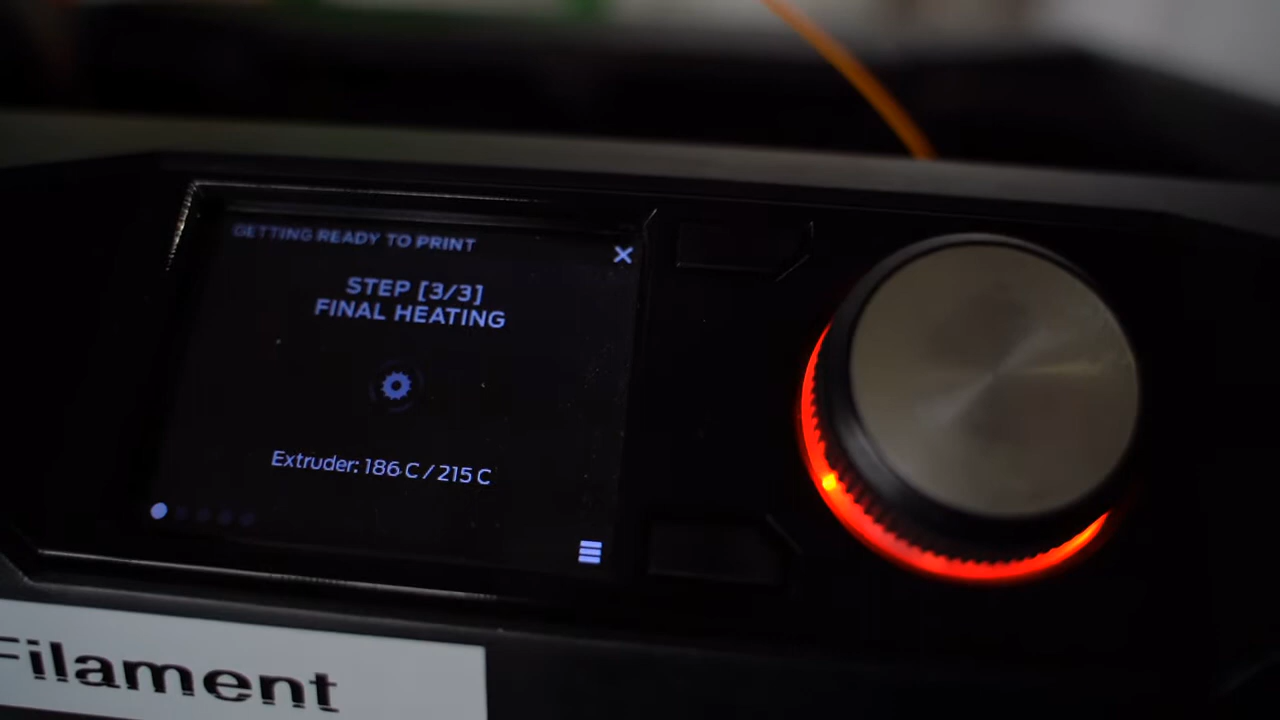 GETTING READY TO PRINT
STEP [3/3]
FINAL HEATING
Extruder: 186 C / 215 C
Filament